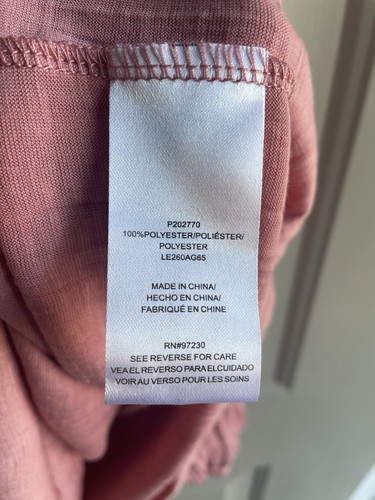 P202770
100%POLYESTER/POLIÉSTER/
POLYESTER
LE260AG65
MADE IN CHINA/
HECHO EN CHINA/
FABRIQUÉ EN CHINE
RN#97230
SEE REVERSE FOR CARE
VEA EL REVERSO PARA ELCUIDADO
VOIR AU VERSO POUR LES SOINS